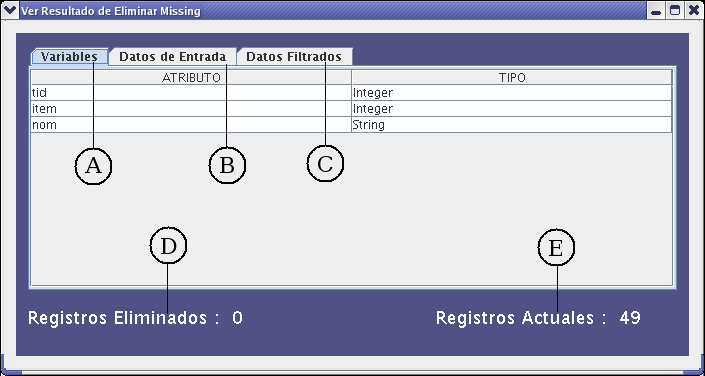 Ver Resultado de Eliminar Missing
Variables Datos de Entrada Datos Filtrados
ATRIBUTO TIPO
tid Integer
item Integer
nom String
A B C
D E
Registros Eliminados : 0 Registros Actuales : 49